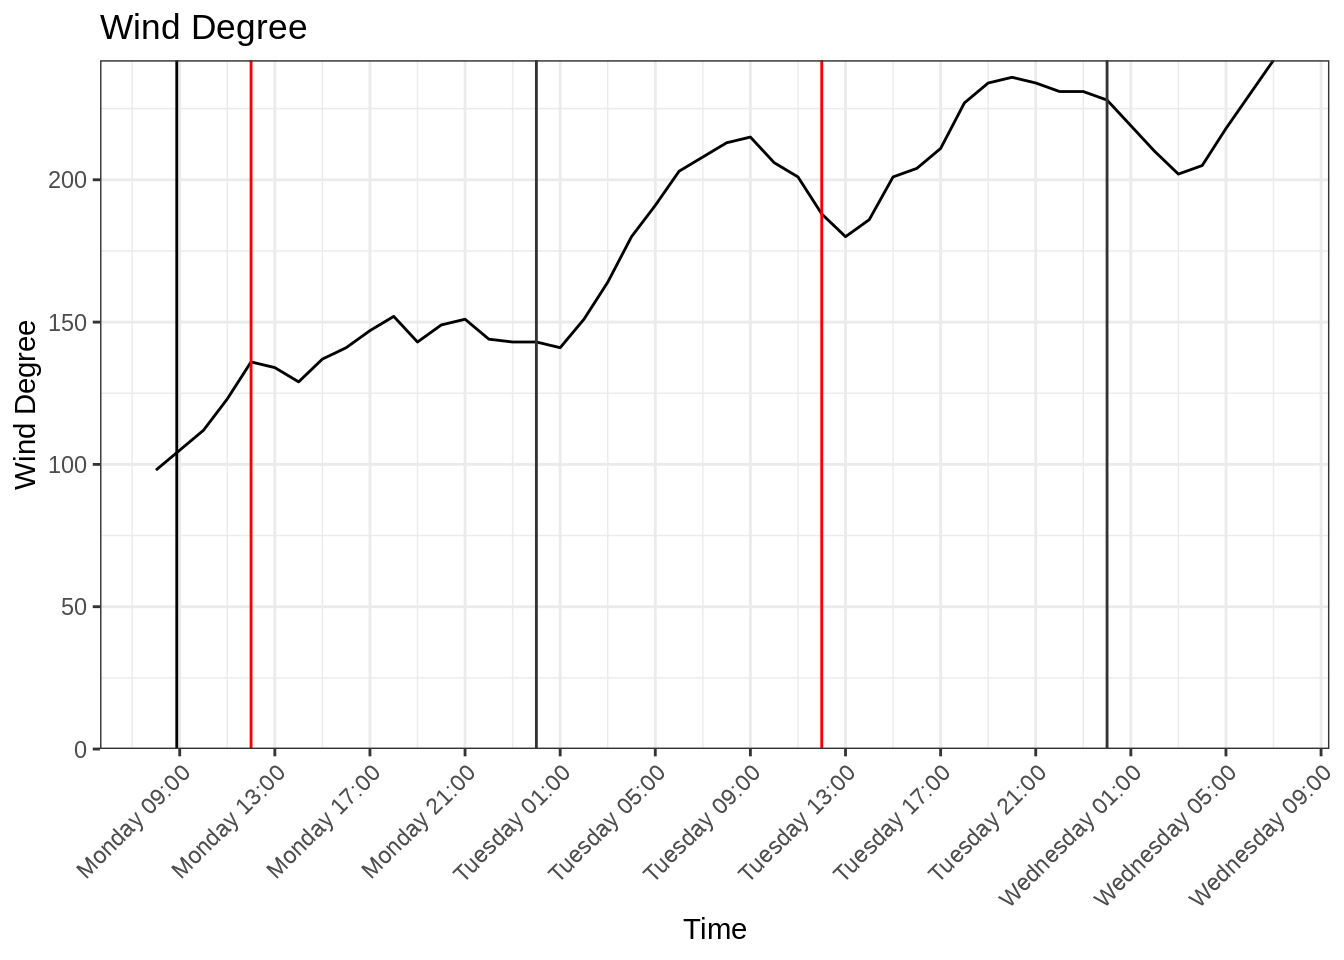 Wind Degree
Wind Degree
200
150
100
50
0
Monday 09:00
Monday 13:00
Monday 17:00
Monday 21:00
Tuesday 01:00
Tuesday 05:00
Tuesday 09:00
Tuesday 13:00
Tuesday 17:00
Tuesday 21:00
Wednesday 01:00
Wednesday 05:00
Wednesday 09:00
Time